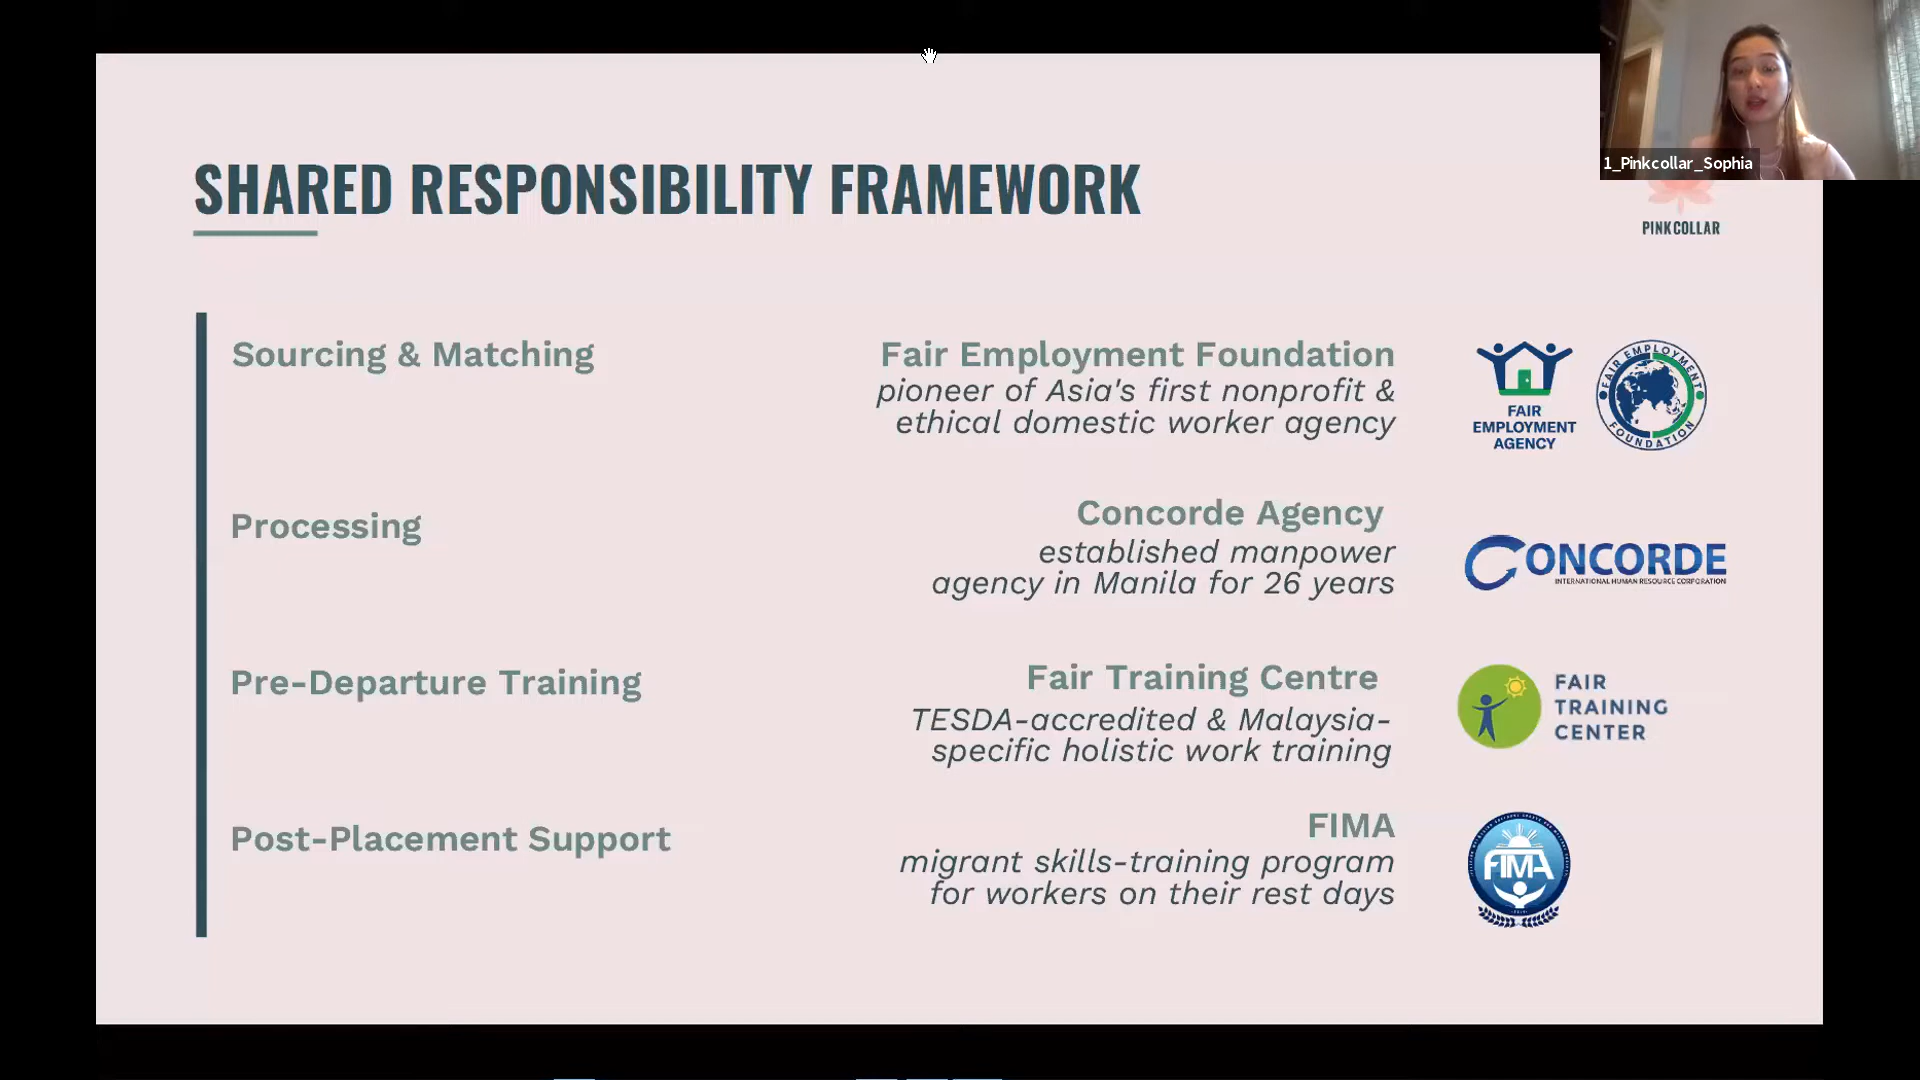 1_Pinkcollar_Sophia
SHARED RESPONSIBILITY FRAMEWORK
PINKCOLLAR
Sourcing & Matching
Fair Employment Foundation
pioneer of Asia's first nonprofit &
ethical domestic worker agency
FAIR
EMPLOYMENT
AGENCY
FAIR EMPLOYMENT
FOUNDATION
Processing
Concorde Agency
established manpower
agency in Manila for 26 years
CONCORDE
INTERNATIONAL HUMAN RESOURCE CORPORATION
Pre-Departure Training
Fair Training Centre
TESDA-accredited & Malaysia-
specific holistic work training
FAIR
TRAINING
CENTER
Post-Placement Support
FIMA
migrant skills-training program
for workers on their rest days
FIMA